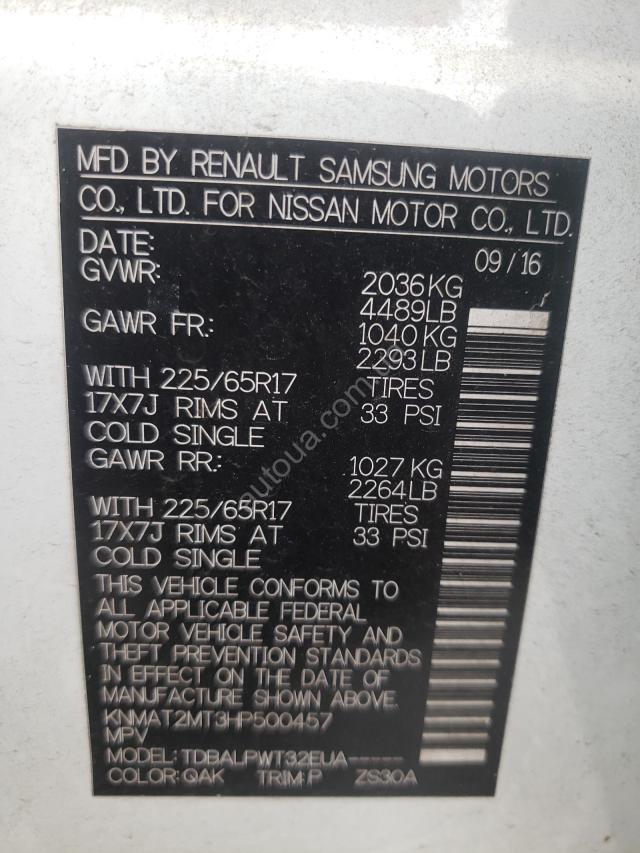 MFD BY RENAULT SAMSUNG MOTORS
CO., LTD. FOR NISSAN MOTOR CO., LTD.
DATE: 09/16
GVWR: 2036KG
4489LB
GAWR FR.: 1040KG
2293LB
WITH 225/65R17 TIRES
17X7J RIMS AT 33 PSI
COLD SINGLE
GAWR RR.: 1027KG
2264LB
WITH 225/65R17 TIRES
17X7J RIMS AT 33 PSI
COLD SINGLE
THIS VEHICLE CONFORMS TO
ALL APPLICABLE FEDERAL
MOTOR VEHICLE SAFETY AND
THEFT PREVENTION STANDARDS
IN EFFECT ON THE DATE OF
MANUFACTURE SHOWN ABOVE.
KNMAT2MT3HP500457
MPV
MODEL: TDBALPWT32EUA-----
COLOR: QAK TRIM: P ZS30A